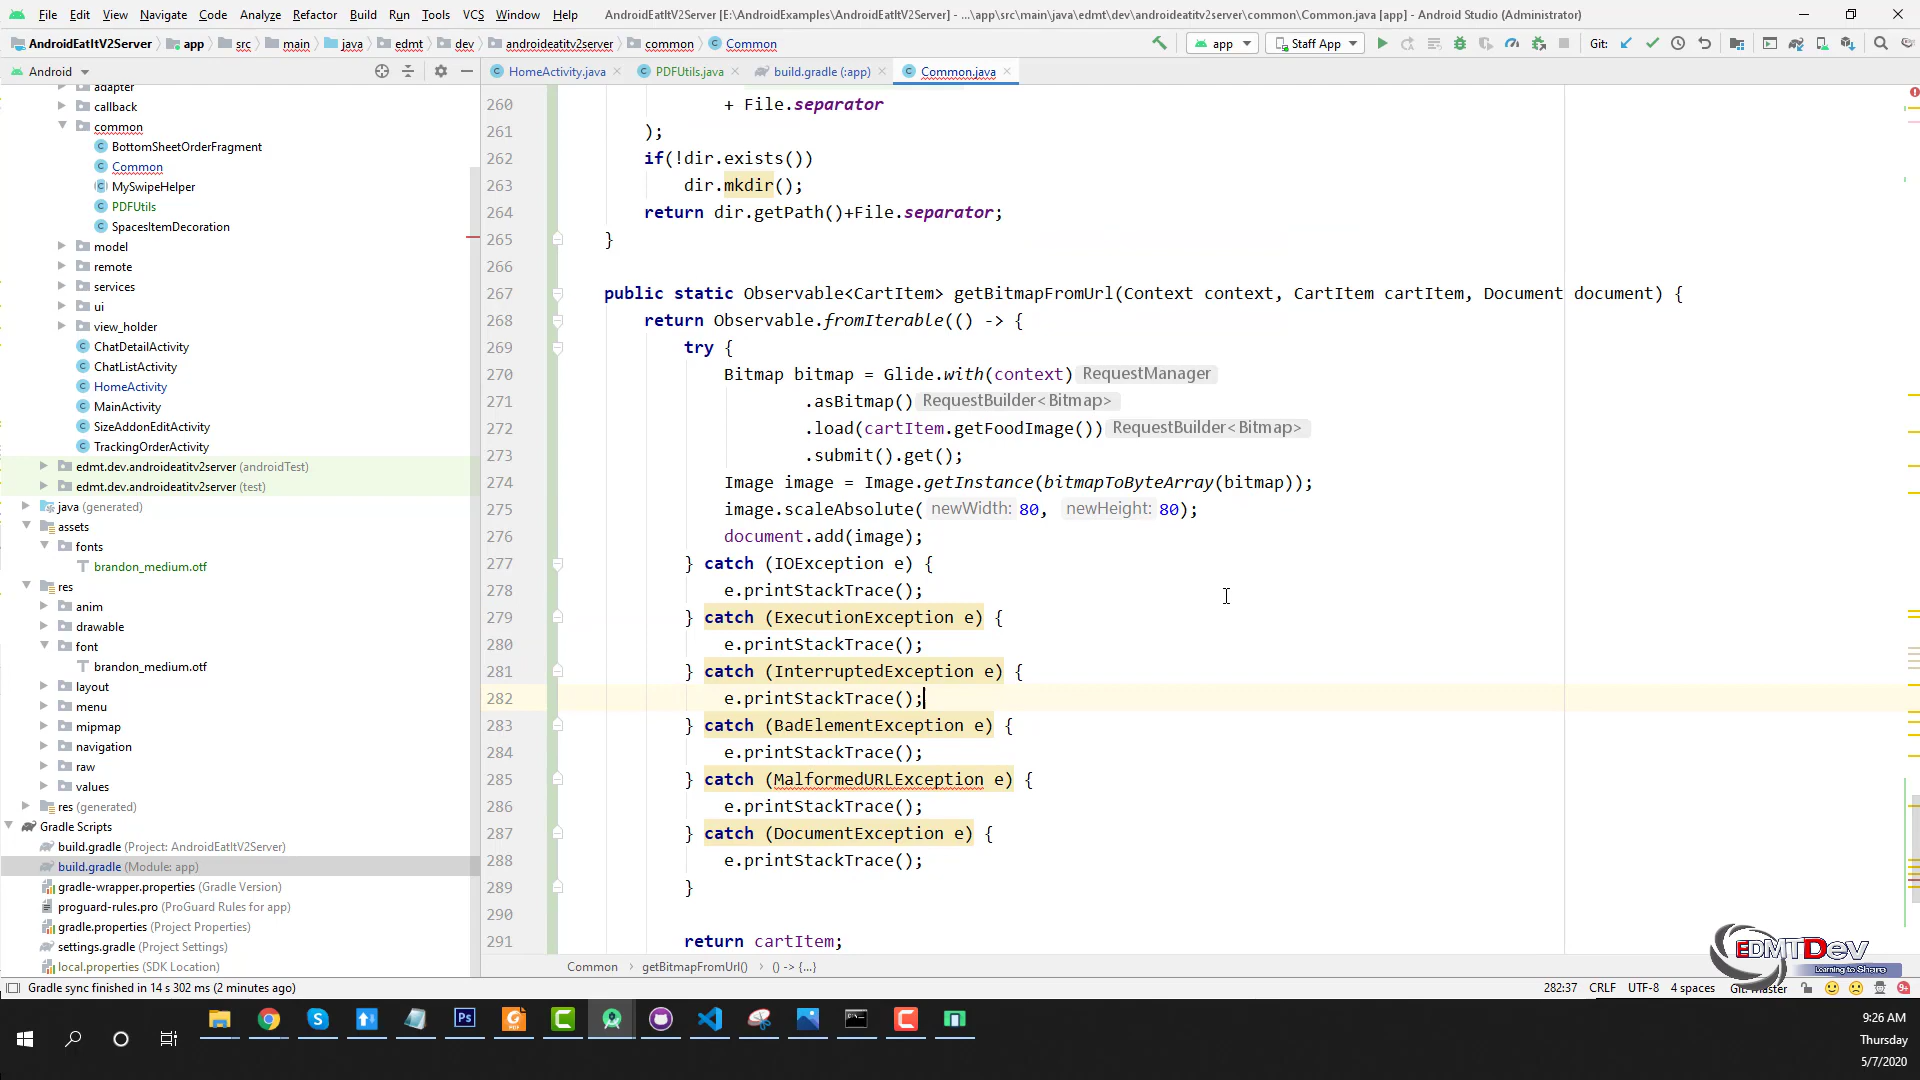 File Edit View Navigate Code Analyze Refactor Build Run Tools VCS Window Help AndroidEatItV2Server [E:\AndroidExamples\AndroidEatItV2Server] - ...\app\src\main\java\edmt\dev\androideatitv2server\common\Common.java [app] - Android Studio (Administrator)
AndroidEatItV2Server app src main java edmt dev androideatitv2server common Common app Staff App Git:
Android HomeActivity.java PDFUtils.java build.gradle (:app) Common.java
adapter
callback
common
BottomSheetOrderFragment
Common
MySwipeHelper
PDFUtils
SpacesItemDecoration
model
remote
services
ui
view_holder
ChatDetailActivity
ChatListActivity
HomeActivity
MainActivity
SizeAddonEditActivity
TrackingOrderActivity
edmt.dev.androideatitv2server (androidTest)
edmt.dev.androideatitv2server (test)
java (generated)
assets
fonts
brandon_medium.otf
res
anim
drawable
font
brandon_medium.otf
layout
menu
mipmap
navigation
raw
values
res (generated)
Gradle Scripts
build.gradle (Project: AndroidEatItV2Server)
build.gradle (Module: app)
gradle-wrapper.properties (Gradle Version)
proguard-rules.pro (ProGuard Rules for app)
gradle.properties (Project Properties)
settings.gradle (Project Settings)
local.properties (SDK Location)
260 + File.separator
261 );
262 if(!dir.exists())
263 dir.mkdir();
264 return dir.getPath()+File.separator;
265 }
266
267 public static Observable<CartItem> getBitmapFromUrl(Context context, CartItem cartItem, Document document) {
268 return Observable.fromIterable(() -> {
269 try {
270 Bitmap bitmap = Glide.with(context) RequestManager
271 .asBitmap() RequestBuilder<Bitmap>
272 .load(cartItem.getFoodImage()) RequestBuilder<Bitmap>
273 .submit().get();
274 Image image = Image.getInstance(bitmapToByteArray(bitmap));
275 image.scaleAbsolute( newWidth: 80, newHeight: 80);
276 document.add(image);
277 } catch (IOException e) {
278 e.printStackTrace();
279 } catch (ExecutionException e) {
280 e.printStackTrace();
281 } catch (InterruptedException e) {
282 e.printStackTrace();
283 } catch (BadElementException e) {
284 e.printStackTrace();
285 } catch (MalformedURLException e) {
286 e.printStackTrace();
287 } catch (DocumentException e) {
288 e.printStackTrace();
289 }
290
291 return cartItem;
Common getBitmapFromUrl() () -> {...}
EDMTDev
Learning to Share
Gradle sync finished in 14 s 302 ms (2 minutes ago) 282:37 CRLF UTF-8 4 spaces Git: master
9:26 AM
Thursday
5/7/2020